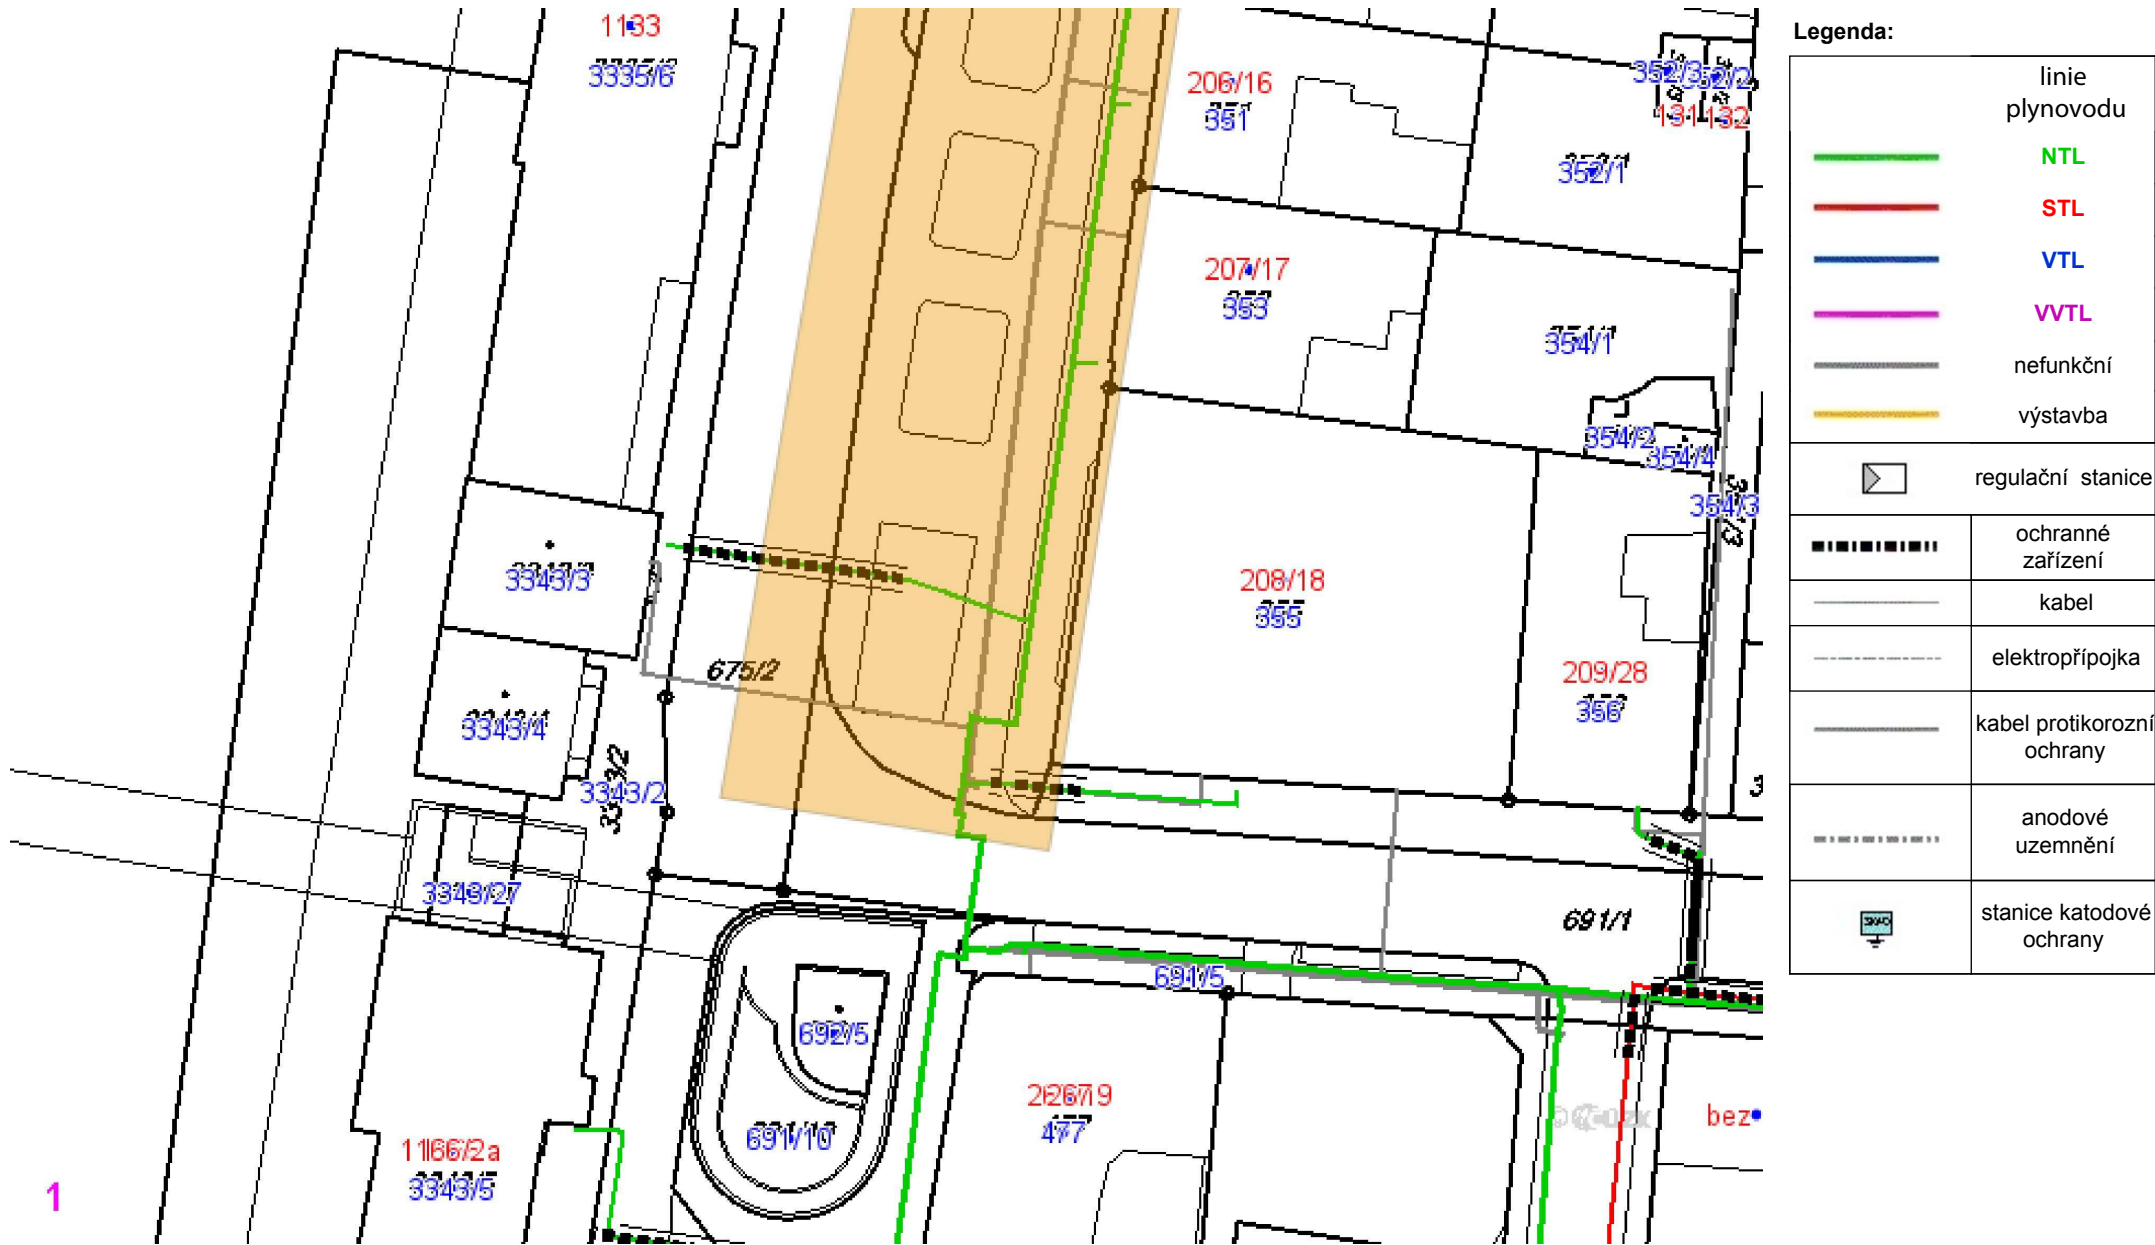 1133
3335/6
206/16
351
352/3
352/2
131
132
352/1
207/17
353
354/1
354/2
354/4
354/3
3343/3
208/18
355
675/2
209/28
356
3343/4
3343/2
3343/27
691/1
691/5
692/5
477
691/10
bez
1166/2a
3343/5
1
Legenda:
linie
plynovodu
NTL
STL
VTL
VVTL
nefunkční
výstavba
regulační stanice
ochranné
zařízení
kabel
elektropřípojka
kabel protikorozní
ochrany
anodové
uzemnění
stanice katodové
ochrany